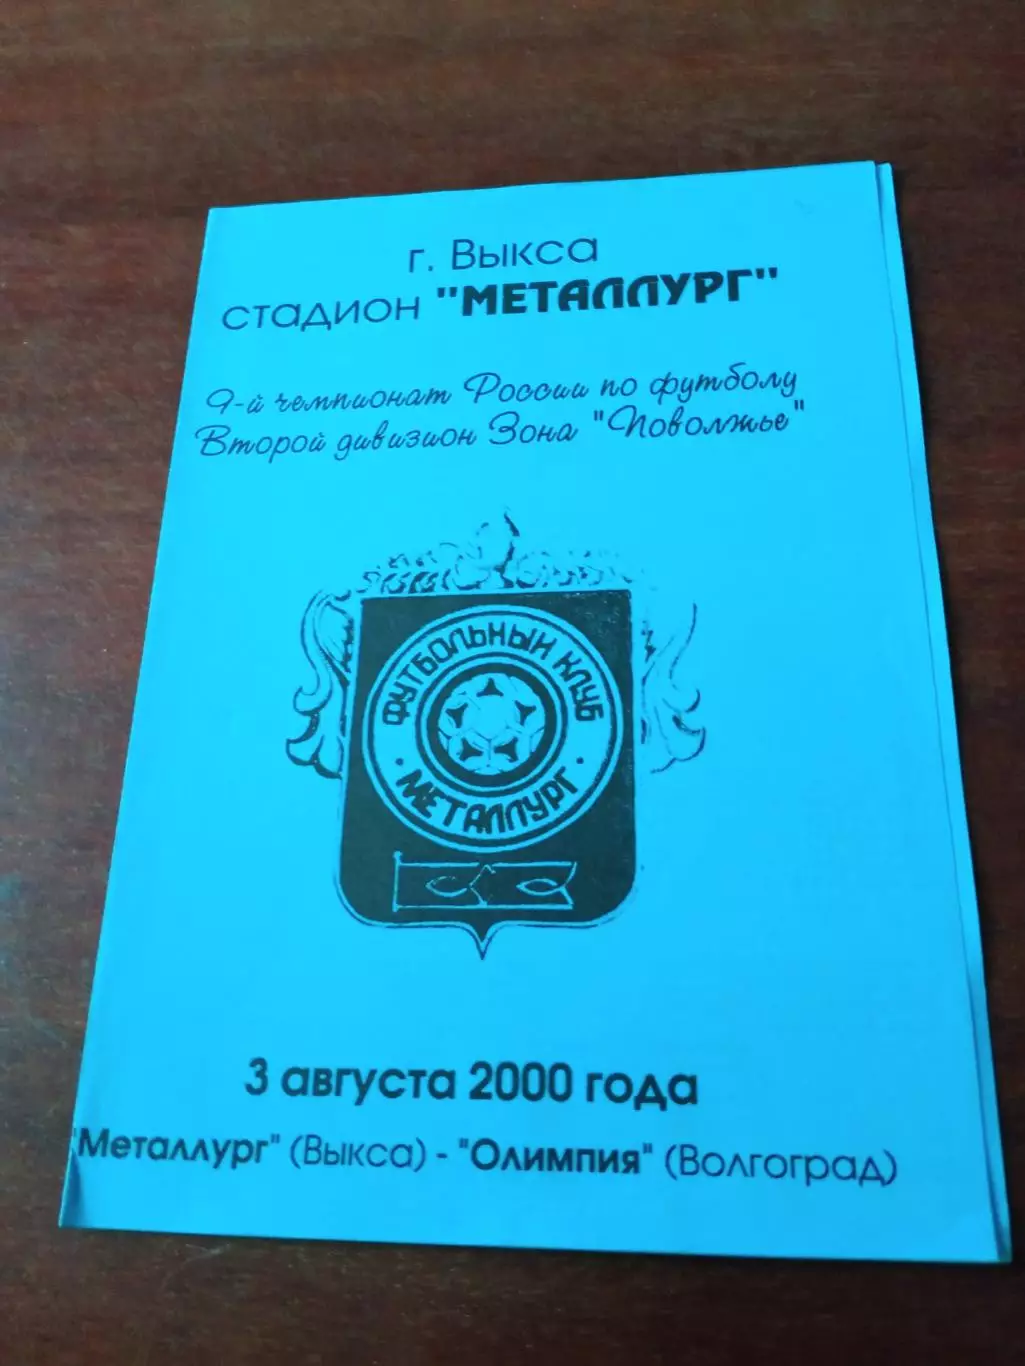 г. Выкса
стадион "МЕТАЛЛУРГ"
9-й чемпионат России по футболу
Второй дивизион Зона "Поволжье"
ФУТБОЛЬНЫЙ КЛУБ
· МЕТАЛЛУРГ ·
3 августа 2000 года
"Металлург" (Выкса) - "Олимпия" (Волгоград)